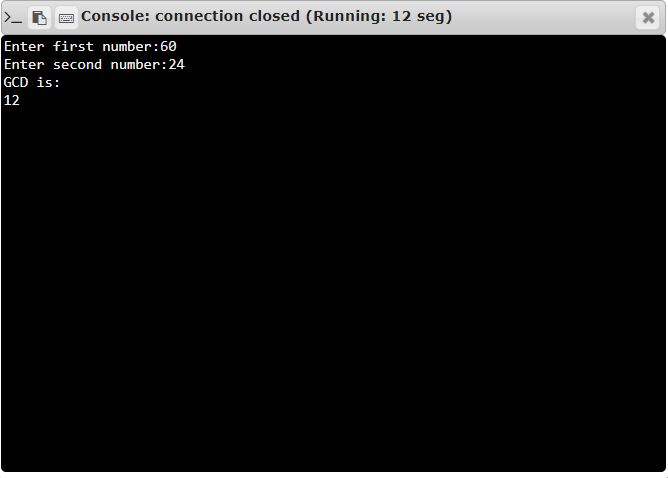 Console: connection closed (Running: 12 seg)
Enter first number:60
Enter second number:24
GCD is:
12